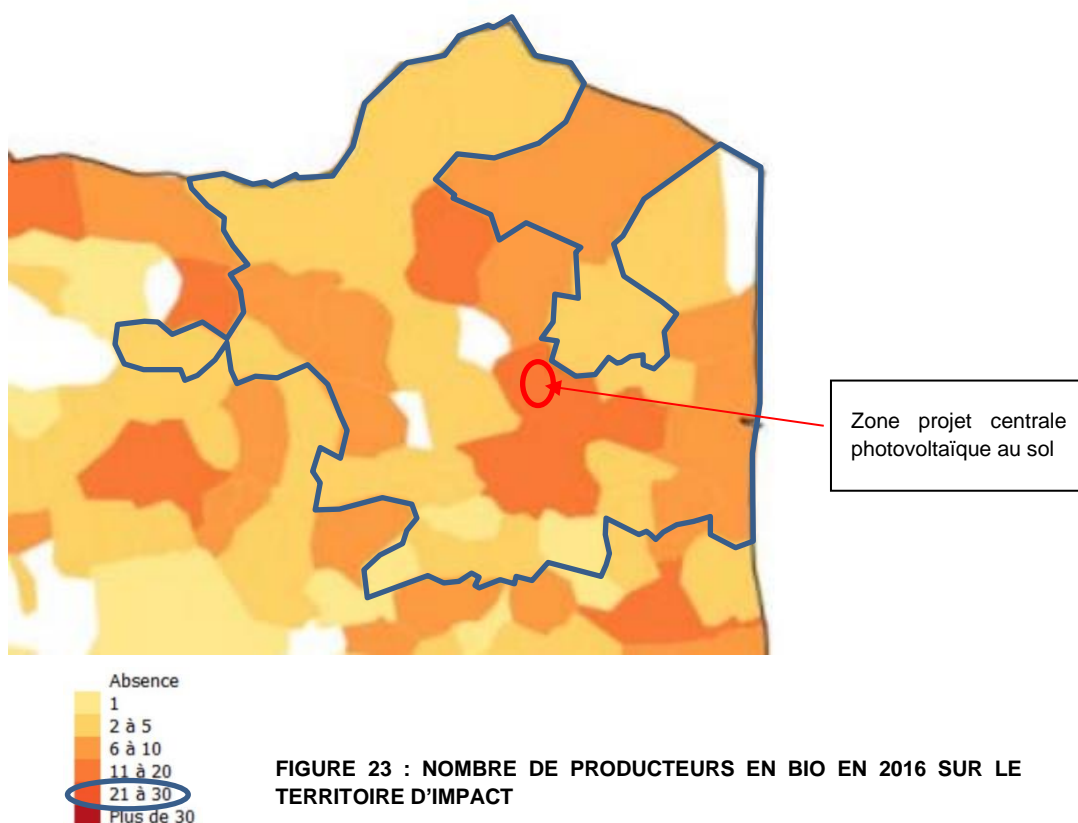 Zone projet centrale
photovoltaïque au sol
Absence
1
2 à 5
6 à 10
11 à 20
21 à 30
Plus de 30
FIGURE 23 : NOMBRE DE PRODUCTEURS EN BIO EN 2016 SUR LE
TERRITOIRE D'IMPACT